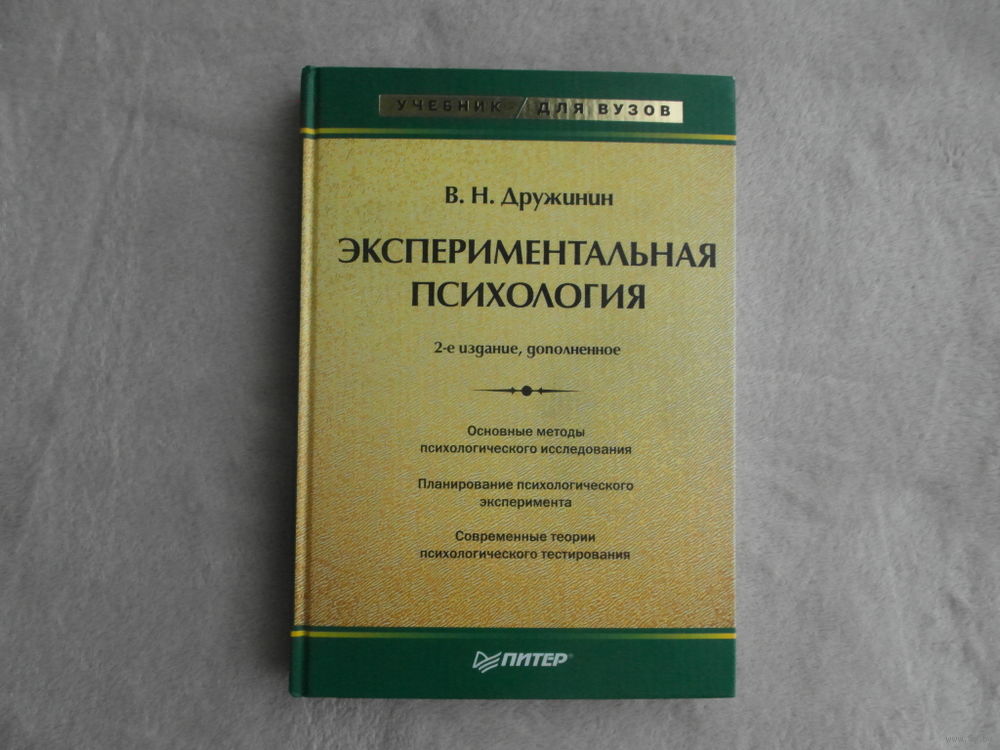 УЧЕБНИК / ДЛЯ ВУЗОВ
В. Н. Дружинин
ЭКСПЕРИМЕНТАЛЬНАЯ
ПСИХОЛОГИЯ
2-е издание, дополненное
Основные методы
психологического исследования
Планирование психологического
эксперимента
Современные теории
психологического тестирования
ПИТЕР®